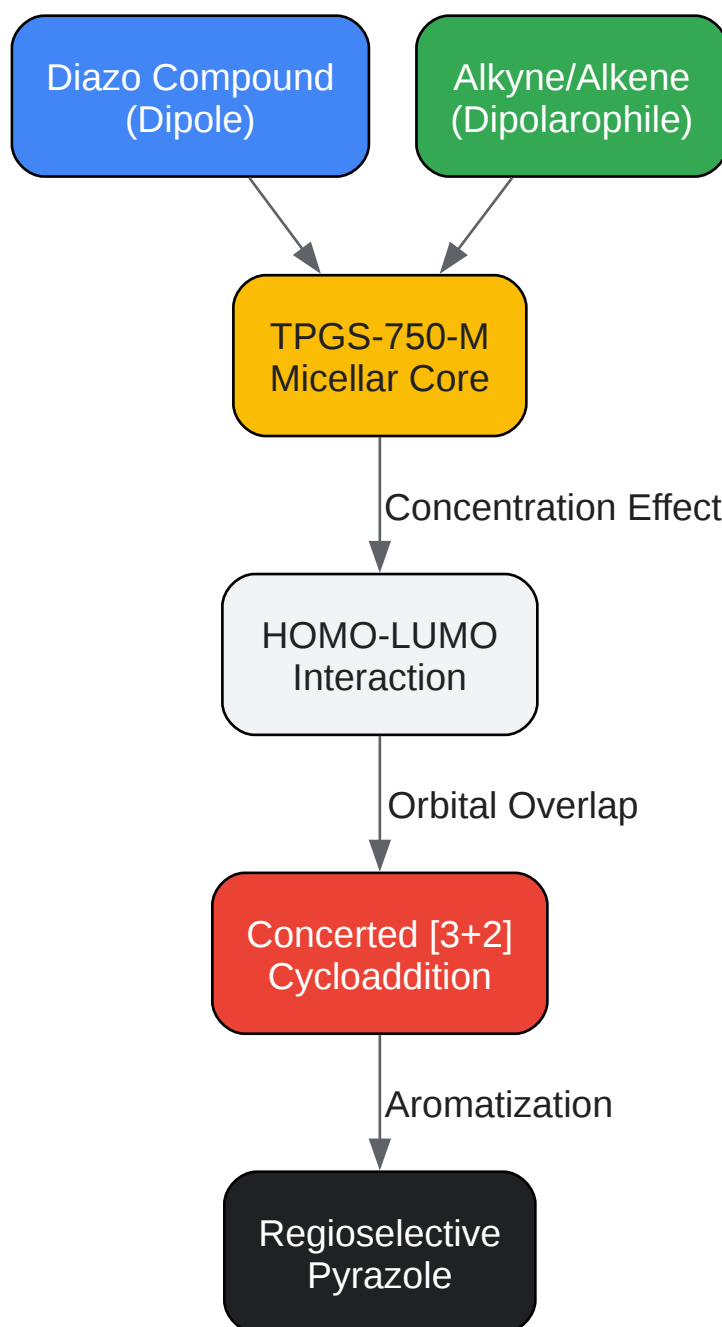 Diazo Compound
(Dipole)
Alkyne/Alkene
(Dipolarophile)
TPGS-750-M
Micellar Core
Concentration Effect
HOMO-LUMO
Interaction
Orbital Overlap
Concerted [3+2]
Cycloaddition
Aromatization
Regioselective
Pyrazole